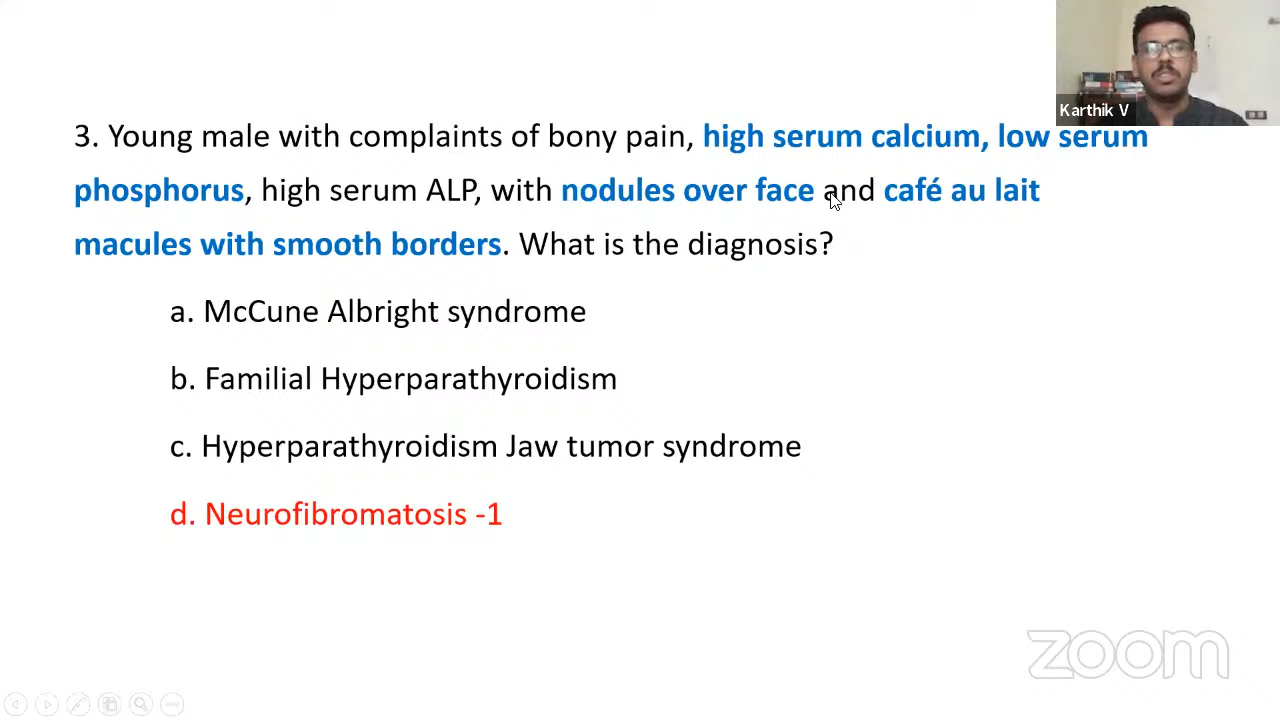 Karthik V
3. Young male with complaints of bony pain, high serum calcium, low serum
phosphorus, high serum ALP, with nodules over face and café au lait
macules with smooth borders. What is the diagnosis?
a. McCune Albright syndrome
b. Familial Hyperparathyroidism
c. Hyperparathyroidism Jaw tumor syndrome
d. Neurofibromatosis -1
zoom